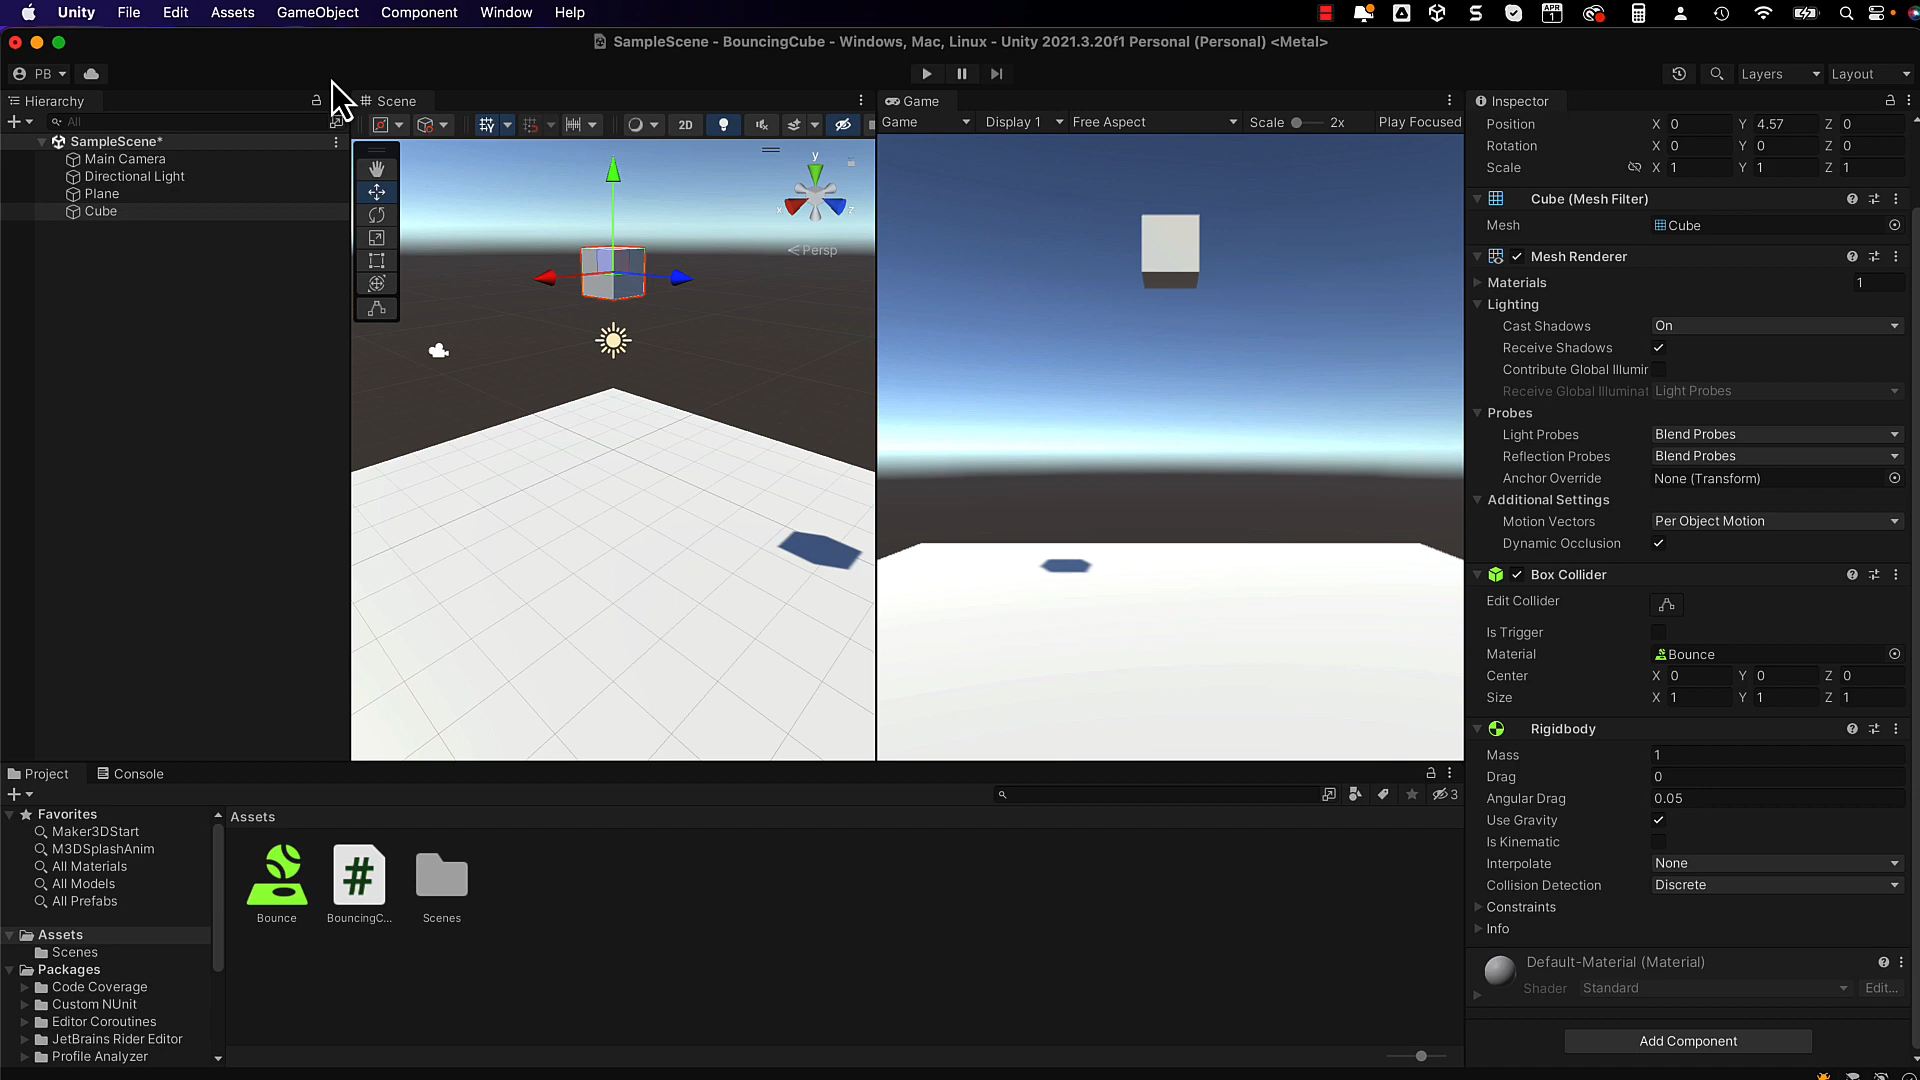 Unity File Edit Assets GameObject Component Window Help APR 1
SampleScene - BouncingCube - Windows, Mac, Linux - Unity 2021.3.20f1 Personal (Personal) <Metal>
PB Layers Layout
Hierarchy
All
SampleScene*
Main Camera
Directional Light
Plane
Cube
Scene
2D
y
x
z
Persp
Game
Game Display 1 Free Aspect Scale 2x Play Focused
Inspector
Position X 0 Y 4.57 Z 0
Rotation X 0 Y 0 Z 0
Scale X 1 Y 1 Z 1
Cube (Mesh Filter)
Mesh Cube
Mesh Renderer
Materials 1
Lighting
Cast Shadows On
Receive Shadows
Contribute Global Illumir
Receive Global Illuminat Light Probes
Probes
Light Probes Blend Probes
Reflection Probes Blend Probes
Anchor Override None (Transform)
Additional Settings
Motion Vectors Per Object Motion
Dynamic Occlusion
Box Collider
Edit Collider
Is Trigger
Material Bounce
Center X 0 Y 0 Z 0
Size X 1 Y 1 Z 1
Rigidbody
Mass 1
Drag 0
Angular Drag 0.05
Use Gravity
Is Kinematic
Interpolate None
Collision Detection Discrete
Constraints
Info
Default-Material (Material)
Shader Standard Edit...
Add Component
Project Console
3
Favorites
Maker3DStart
M3DSplashAnim
All Materials
All Models
All Prefabs
Assets
Scenes
Packages
Code Coverage
Custom NUnit
Editor Coroutines
JetBrains Rider Editor
Profile Analyzer
Assets
Bounce BouncingC... Scenes